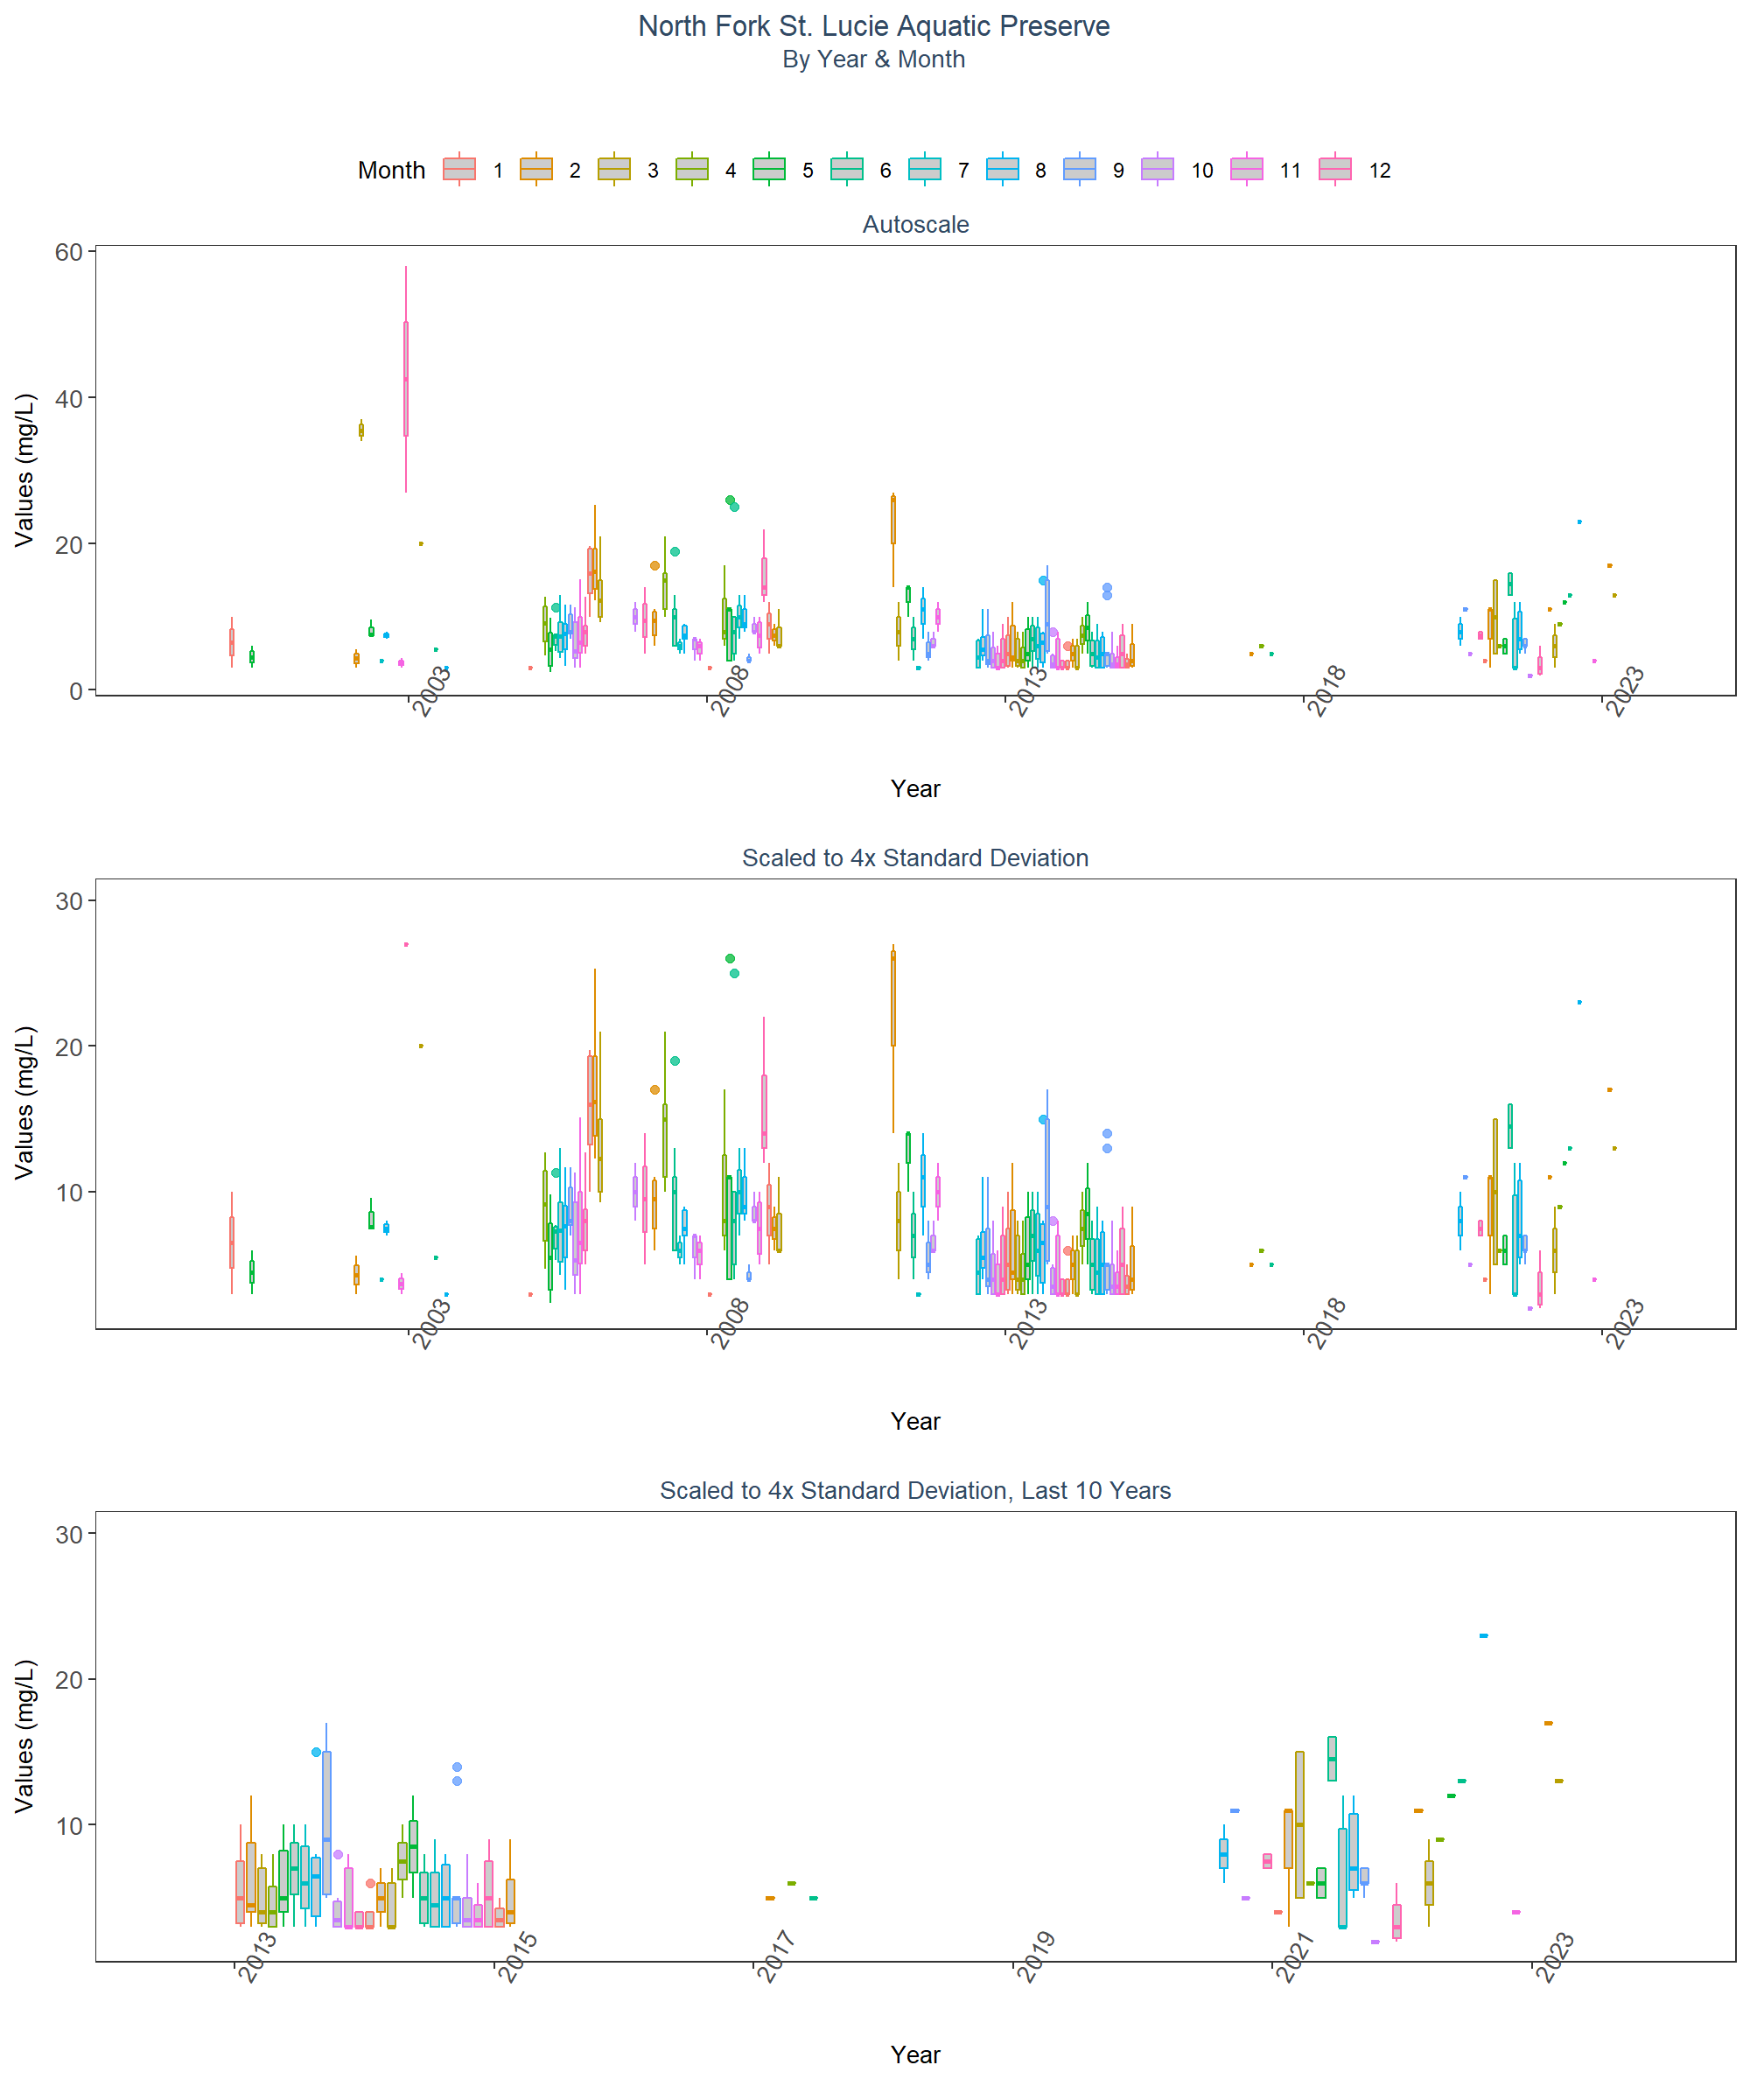 North Fork St. Lucie Aquatic Preserve
By Year & Month
Month 1 2 3 4 5 6 7 8 9 10 11 12
Autoscale
Values (mg/L)
60
40
20
0
2003 2008 2013 2018 2023
Year
Scaled to 4x Standard Deviation
Values (mg/L)
30
20
10
2003 2008 2013 2018 2023
Year
Scaled to 4x Standard Deviation, Last 10 Years
Values (mg/L)
30
20
10
2013 2015 2017 2019 2021 2023
Year